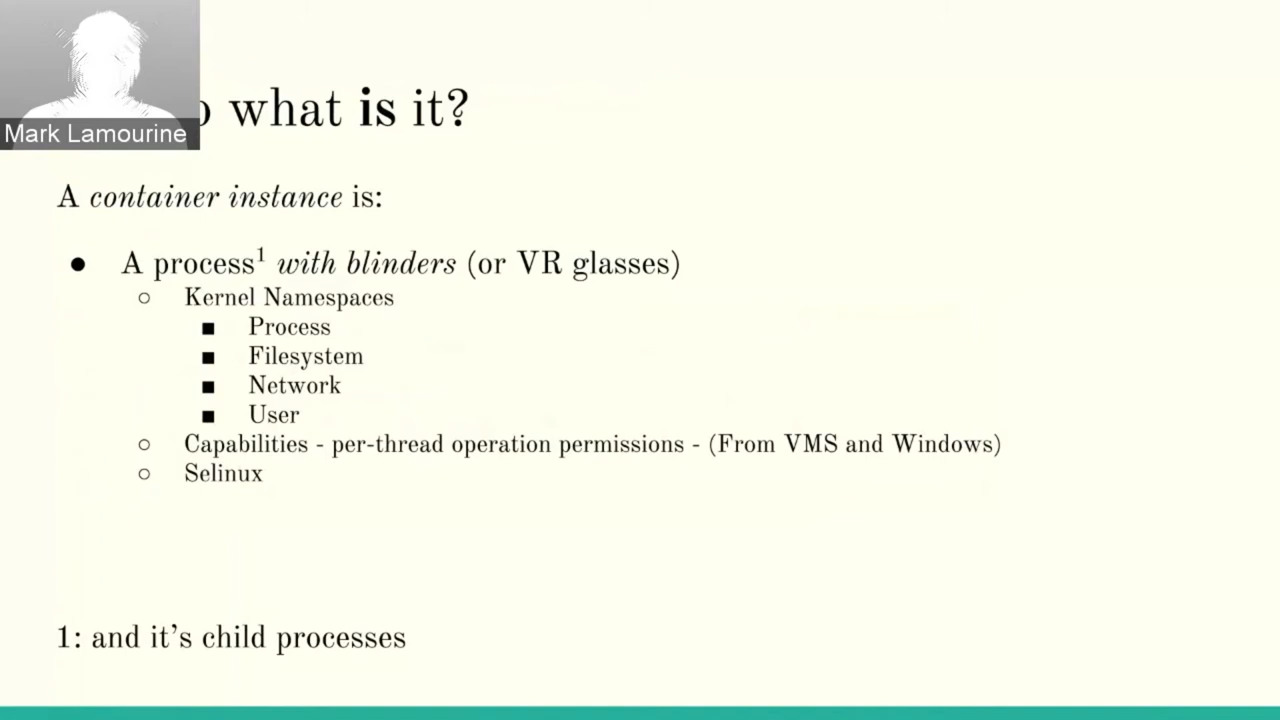 what is it?
Mark Lamourine
A container instance is:
● A process¹ with blinders (or VR glasses)
○ Kernel Namespaces
■ Process
■ Filesystem
■ Network
■ User
○ Capabilities - per-thread operation permissions - (From VMS and Windows)
○ Selinux
1: and it’s child processes